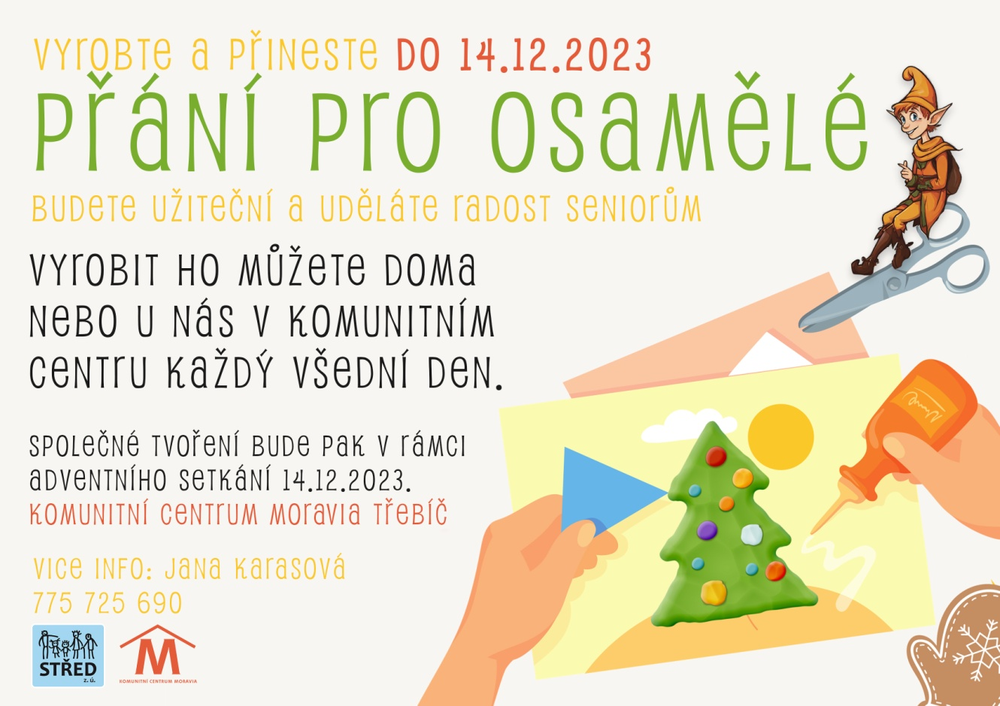 VYROBTE A PŘINESTE DO 14.12.2023
PŘÁNÍ PRO OSAMĚLÉ
BUDETE UŽITEČNÍ A UDĚLÁTE RADOST SENIORŮM
VYROBIT HO MŮŽETE DOMA
NEBO U NÁS V KOMUNITNÍM
CENTRU KAŽDÝ VŠEDNÍ DEN.
SPOLEČNÉ TVOŘENÍ BUDE PAK V RÁMCI
ADVENTNÍHO SETKÁNÍ 14.12.2023.
KOMUNITNÍ CENTRUM MORAVIA TŘEBÍČ
VICE INFO: JANA KARASOVÁ
775 725 690
STŘED
z. ú.
M
KOMUNITNÍ CENTRUM MORAVIA